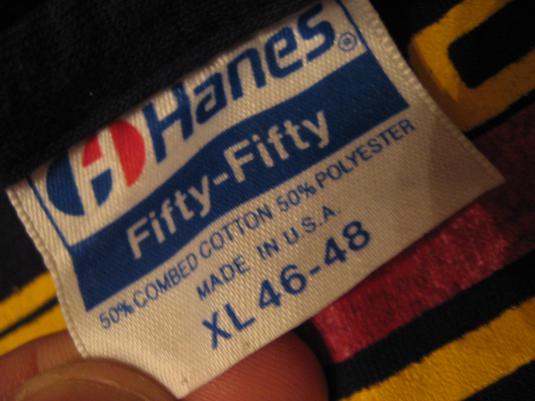 Hanes®
Fifty-Fifty
50% COMBED COTTON 50% POLYESTER
MADE IN U.S.A.
XL 46-48